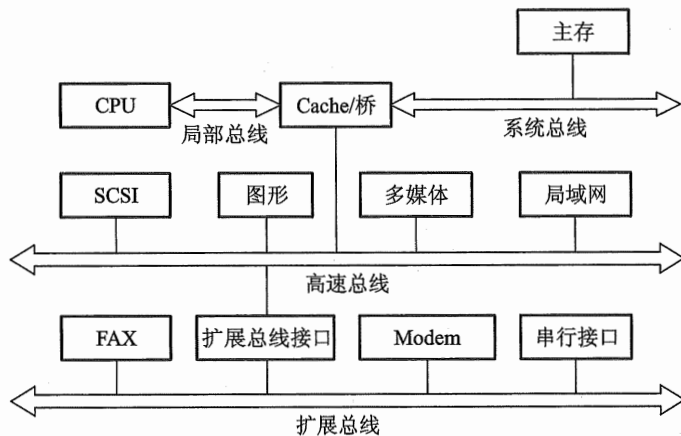 主存
CPU
Cache/桥
局部总线
系统总线
SCSI
图形
多媒体
局域网
高速总线
FAX
扩展总线接口
Modem
串行接口
扩展总线